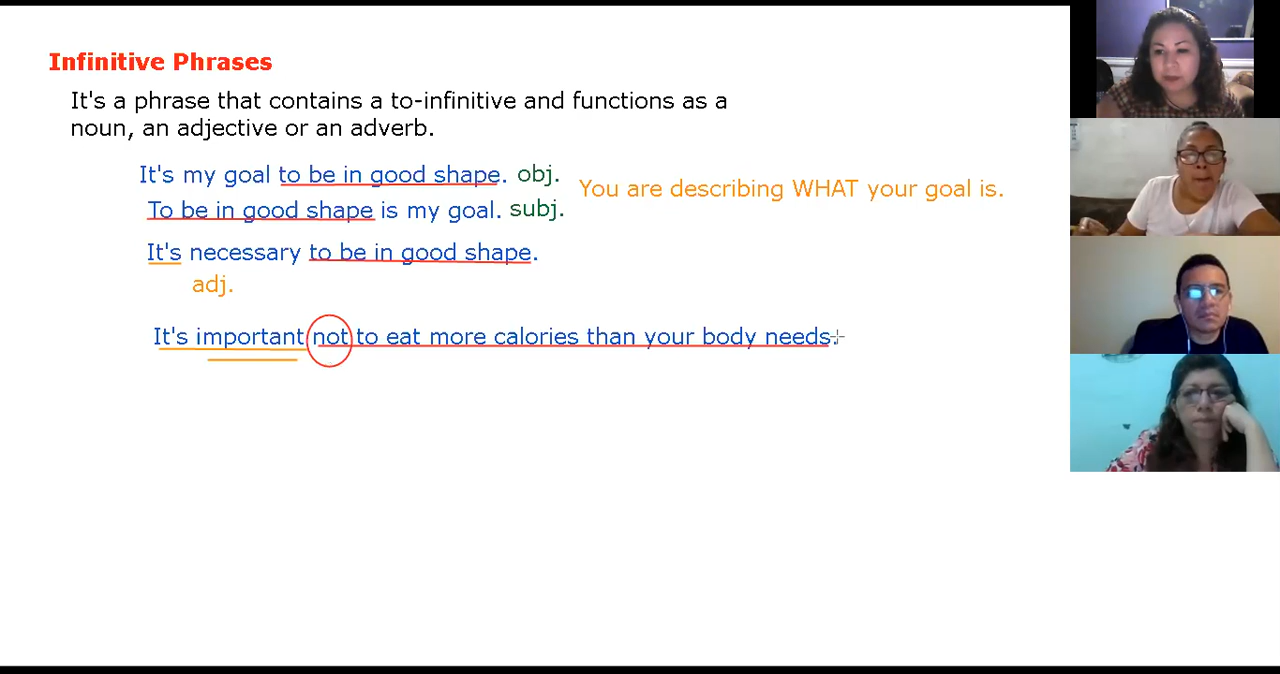 Infinitive Phrases
It's a phrase that contains a to-infinitive and functions as a
noun, an adjective or an adverb.
It's my goal to be in good shape. obj.
You are describing WHAT your goal is.
To be in good shape is my goal. subj.
It's necessary to be in good shape.
adj.
It's important not to eat more calories than your body needs.